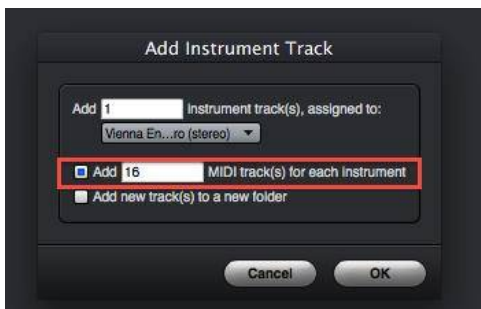 Add Instrument Track
Add 1 instrument track(s), assigned to:
Vienna En...ro (stereo)
Add 16 MIDI track(s) for each instrument
Add new track(s) to a new folder
Cancel OK